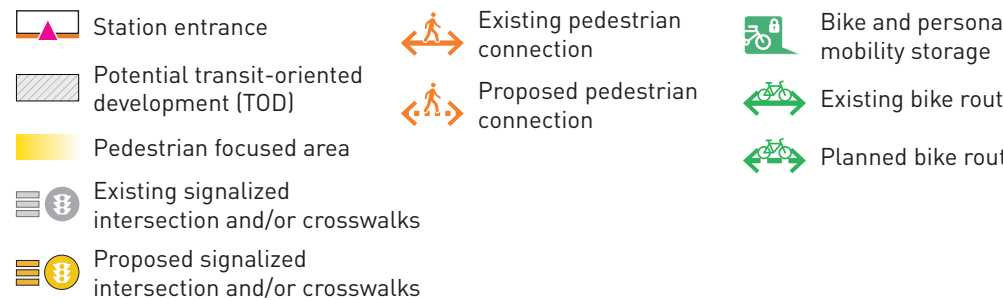 Station entrance
Potential transit-oriented
development (TOD)
Pedestrian focused area
Existing signalized
intersection and/or crosswalks
Proposed signalized
intersection and/or crosswalks
Existing pedestrian
connection
Proposed pedestrian
connection
Bike and persona
mobility storage
Existing bike rout
Planned bike rout